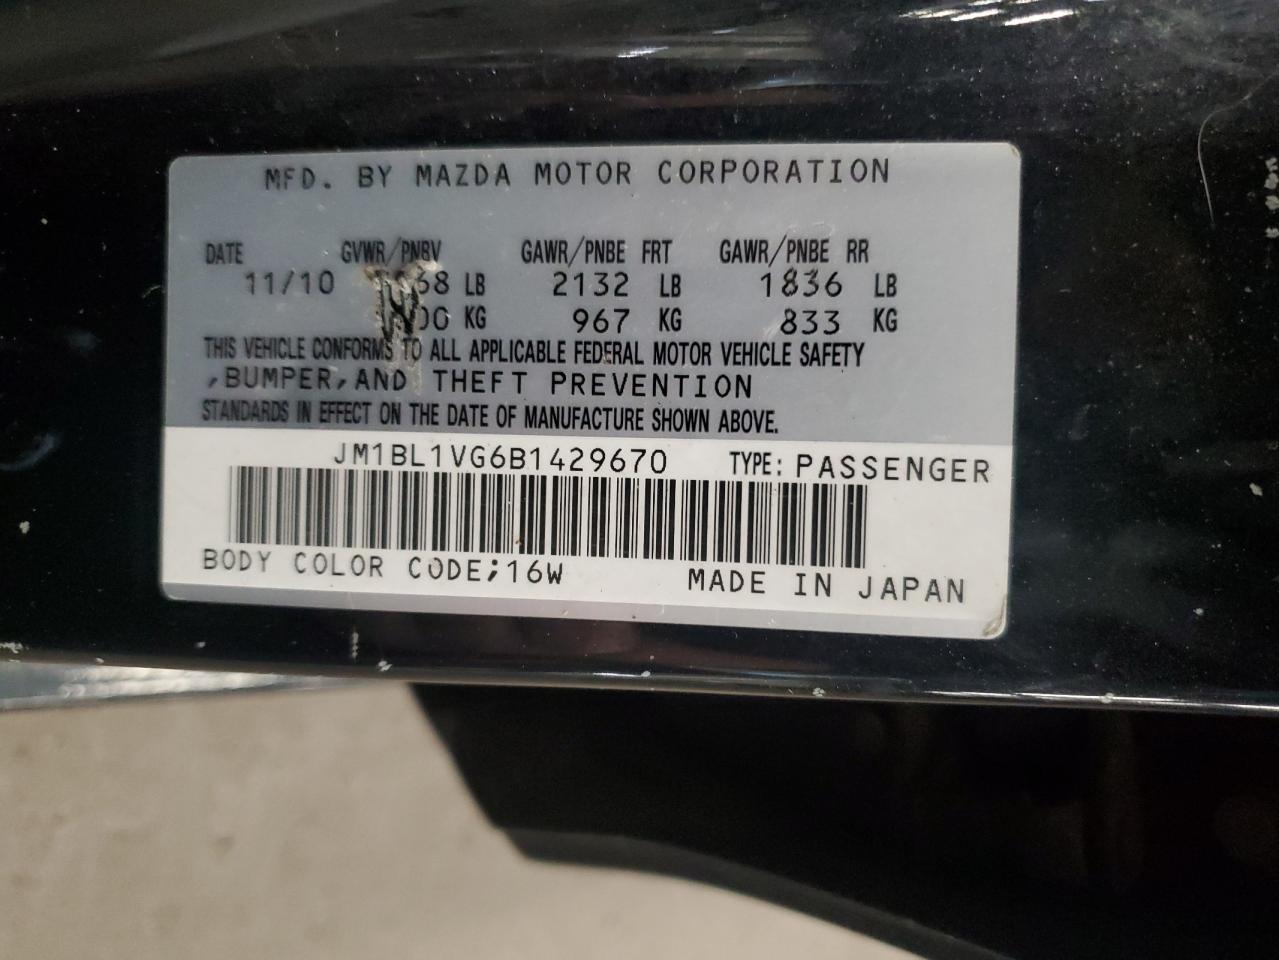 MFD. BY MAZDA MOTOR CORPORATION
DATE GVWR/PNBV GAWR/PNBE FRT GAWR/PNBE RR
11/10 LB 2132 LB 1836 LB
KG 967 KG 833 KG
THIS VEHICLE CONFORMS TO ALL APPLICABLE FEDERAL MOTOR VEHICLE SAFETY
,BUMPER,AND THEFT PREVENTION
STANDARDS IN EFFECT ON THE DATE OF MANUFACTURE SHOWN ABOVE.
JM1BL1VG6B1429670 TYPE: PASSENGER
BODY COLOR CODE;16W MADE IN JAPAN